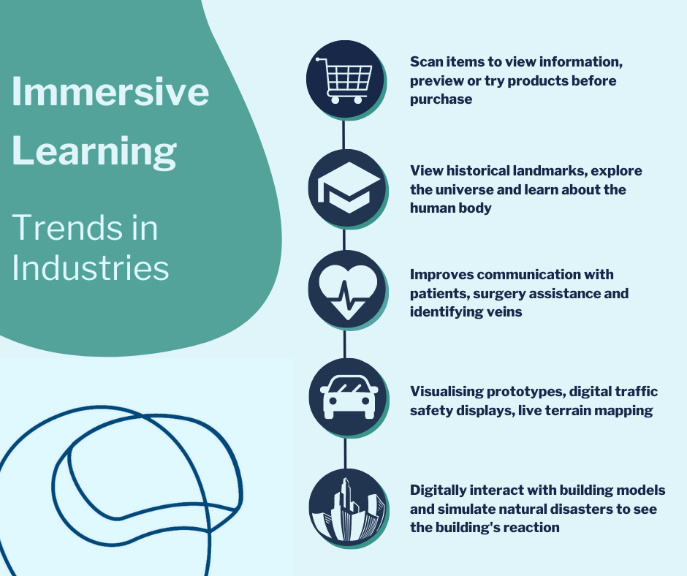 Immersive
Learning
Trends in
Industries
Scan items to view information,
preview or try products before
purchase
View historical landmarks, explore
the universe and learn about the
human body
Improves communication with
patients, surgery assistance and
identifying veins
Visualising prototypes, digital traffic
safety displays, live terrain mapping
Digitally interact with building models
and simulate natural disasters to see
the building's reaction